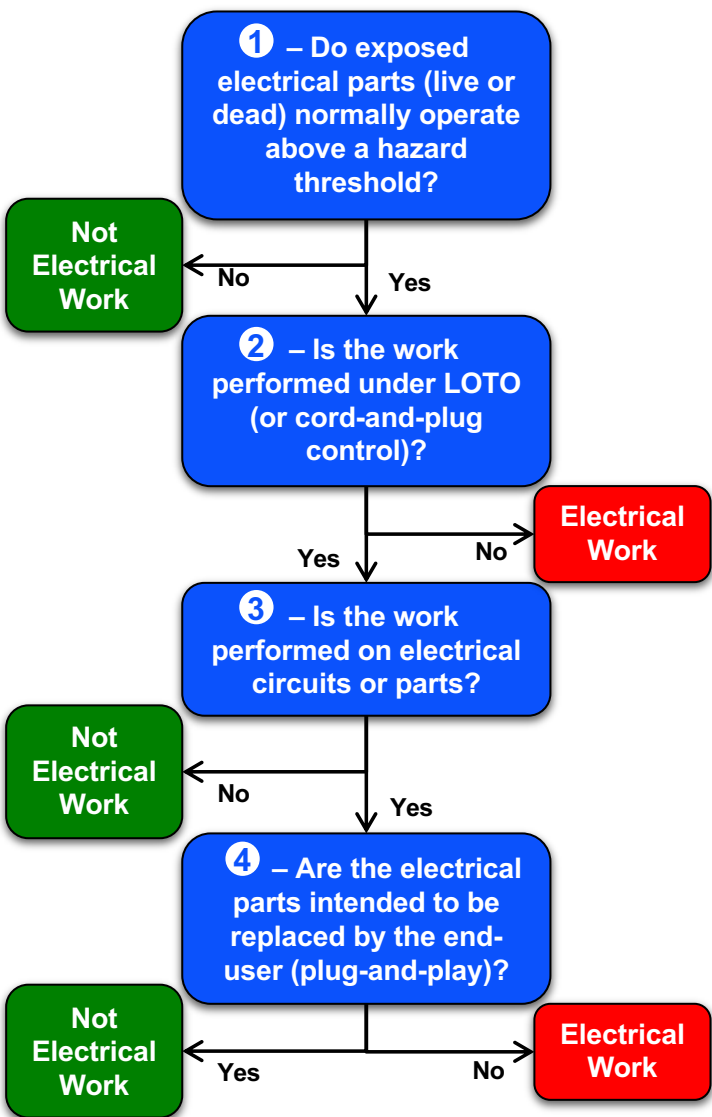 ❶ – Do exposed
electrical parts (live or
dead) normally operate
above a hazard
threshold?
Not
Electrical
Work
No
Yes
❷ – Is the work
performed under LOTO
(or cord-and-plug
control)?
Electrical
Work
Yes
No
❸ – Is the work
performed on electrical
circuits or parts?
Not
Electrical
Work
No
Yes
❹ – Are the electrical
parts intended to be
replaced by the end-
user (plug-and-play)?
Not
Electrical
Work
Yes
No
Electrical
Work